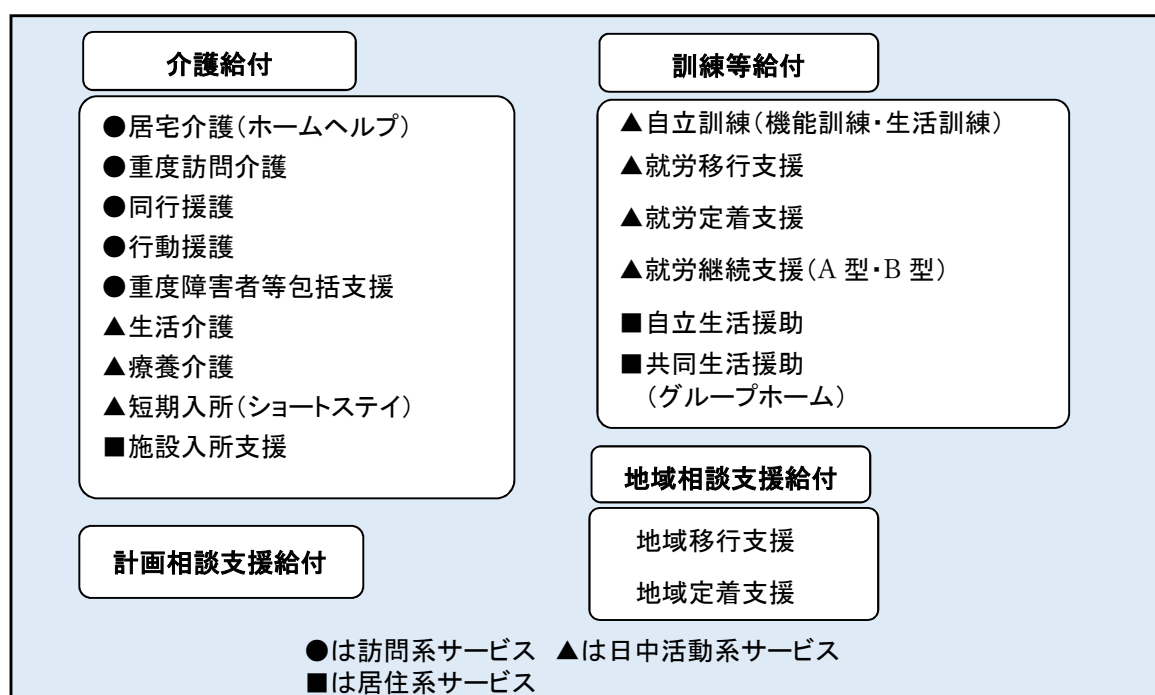 介護給付
●居宅介護(ホームヘルプ)
●重度訪問介護
●同行援護
●行動援護
●重度障害者等包括支援
▲生活介護
▲療養介護
▲短期入所(ショートステイ)
■施設入所支援
計画相談支援給付
訓練等給付
▲自立訓練(機能訓練・生活訓練)
▲就労移行支援
▲就労定着支援
▲就労継続支援(A 型・B 型)
■自立生活援助
■共同生活援助
(グループホーム)
地域相談支援給付
地域移行支援
地域定着支援
●は訪問系サービス ▲は日中活動系サービス
■は居住系サービス